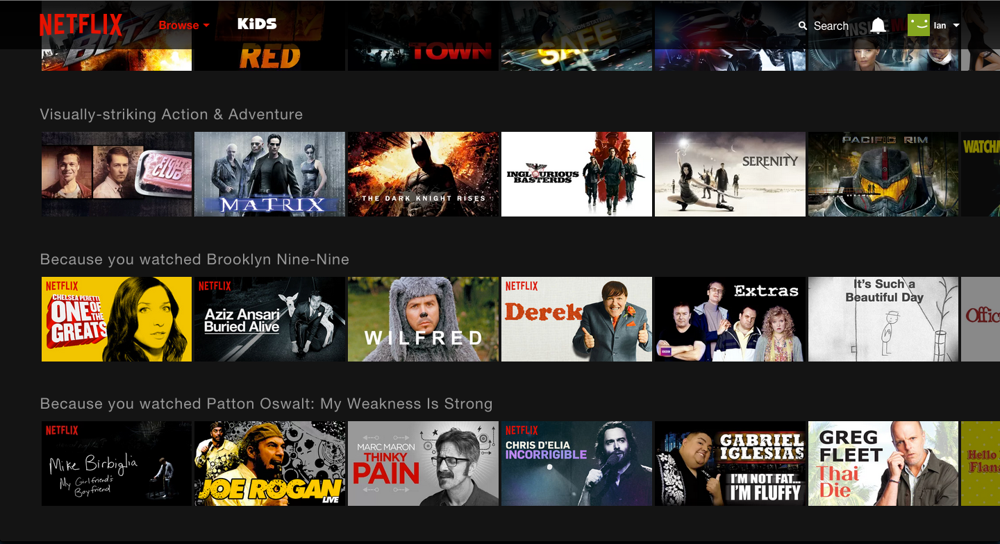 NETFLIX
Browse
KiDS
Search
Ian
BLITZ
RED
TOWN
JASON STATHAM
SAFE
INSIDE
Visually-striking Action & Adventure
FIGHT
CLUB
MATRIX
THE DARK KNIGHT RISES
INGLOURIOUS
BASTERDS
SERENITY
PACIFIC RIM
WATCHM
Because you watched Brooklyn Nine-Nine
NETFLIX
CHELSEA PERETTI
ONE OF
THE
GREATS
NETFLIX
Aziz Ansari
Buried Alive
WILFRED
NETFLIX
Derek
Extras
BBC
It's Such a
Beautiful Day
Offic
Because you watched Patton Oswalt: My Weakness Is Strong
NETFLIX
Mike Birbiglia
My Girlfriend's
Boyfriend
JOE ROGAN
LIVE
MARC MARON
THINKY
PAIN
NETFLIX
CHRIS D'ELIA
INCORRIGIBLE
GABRIEL
IGLESIAS
I'M NOT FAT...
I'M FLUFFY
GREG
FLEET
Thai
Die
Hello
Flana